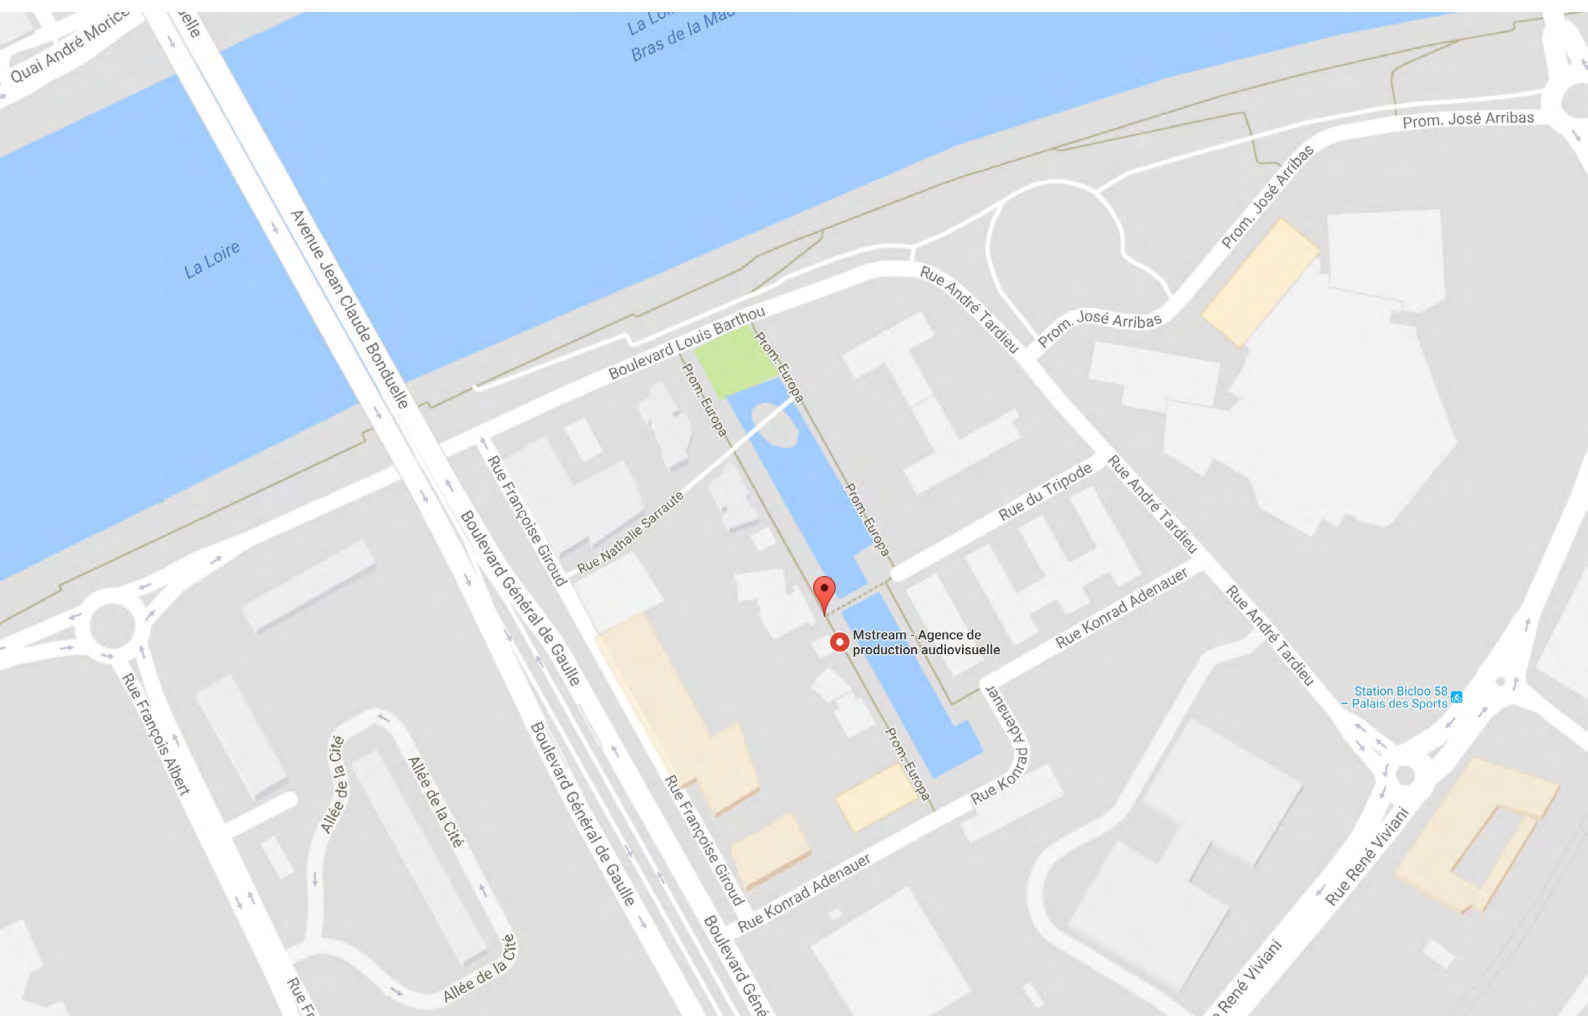 Quai André Morice
La Loire
Bras de la Mad
Prom. José Arribas
Prom. José Arribas
La Loire
Avenue Jean Claude Bonduelle
Rue André Tardieu
Prom. José Arribas
Boulevard Louis Barthou
Prom. Europa
Prom. Europa
Rue Françoise Giroud
Rue Nathalie Sarraute
Prom. Europa
Rue du Tripode
Rue André Tardieu
Boulevard Général de Gaulle
Rue Konrad Adenauer
Rue André Tardieu
Mstream - Agence de
production audiovisuelle
Rue François Albert
Station Bicloo 58
– Palais des Sports
Rue Konrad Adenauer
Prom. Europa
Allée de la Cité
Allée de la Cité
Boulevard Général de Gaulle
Rue Françoise Giroud
Rue Konrad Adenauer
Rue René Viviani
Allée de la Cité
Rue Fr
Boulevard Géné
René Viviani